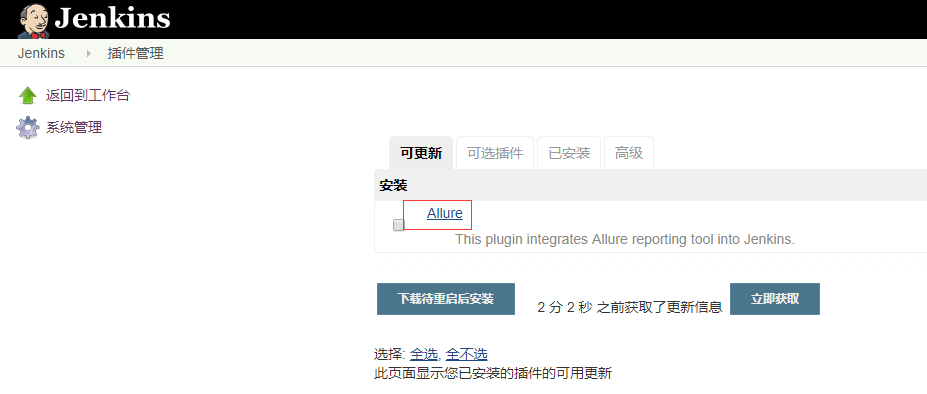 Jenkins
Jenkins 插件管理
返回到工作台
系统管理
可更新 可选插件 已安装 高级
安装
Allure
This plugin integrates Allure reporting tool into Jenkins.
下载待重启后安装 2 分 2 秒 之前获取了更新信息 立即获取
选择: 全选, 全不选
此页面显示您已安装的插件的可用更新